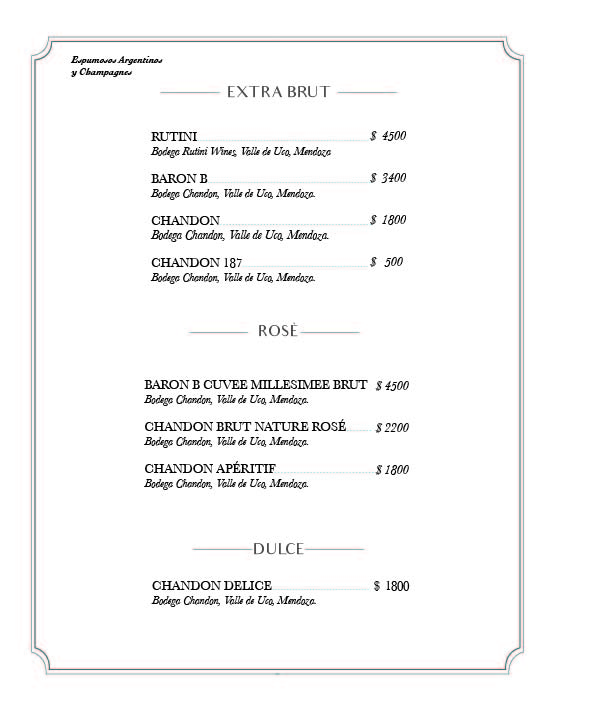 Espumosos Argentinos
y Champagnes
EXTRA BRUT
RUTINI $ 4500
Bodega Rutini Wines, Valle de Uco, Mendoza
BARON B $ 3400
Bodega Chandon, Valle de Uco, Mendoza.
CHANDON $ 1800
Bodega Chandon, Valle de Uco, Mendoza.
CHANDON 187 $ 500
Bodega Chandon, Valle de Uco, Mendoza.
ROSÉ
BARON B CUVEE MILLESIMEE BRUT $ 4500
Bodega Chandon, Valle de Uco, Mendoza.
CHANDON BRUT NATURE ROSÉ $ 2200
Bodega Chandon, Valle de Uco, Mendoza.
CHANDON APÉRITIF $ 1800
Bodega Chandon, Valle de Uco, Mendoza.
DULCE
CHANDON DELICE $ 1800
Bodega Chandon, Valle de Uco, Mendoza.